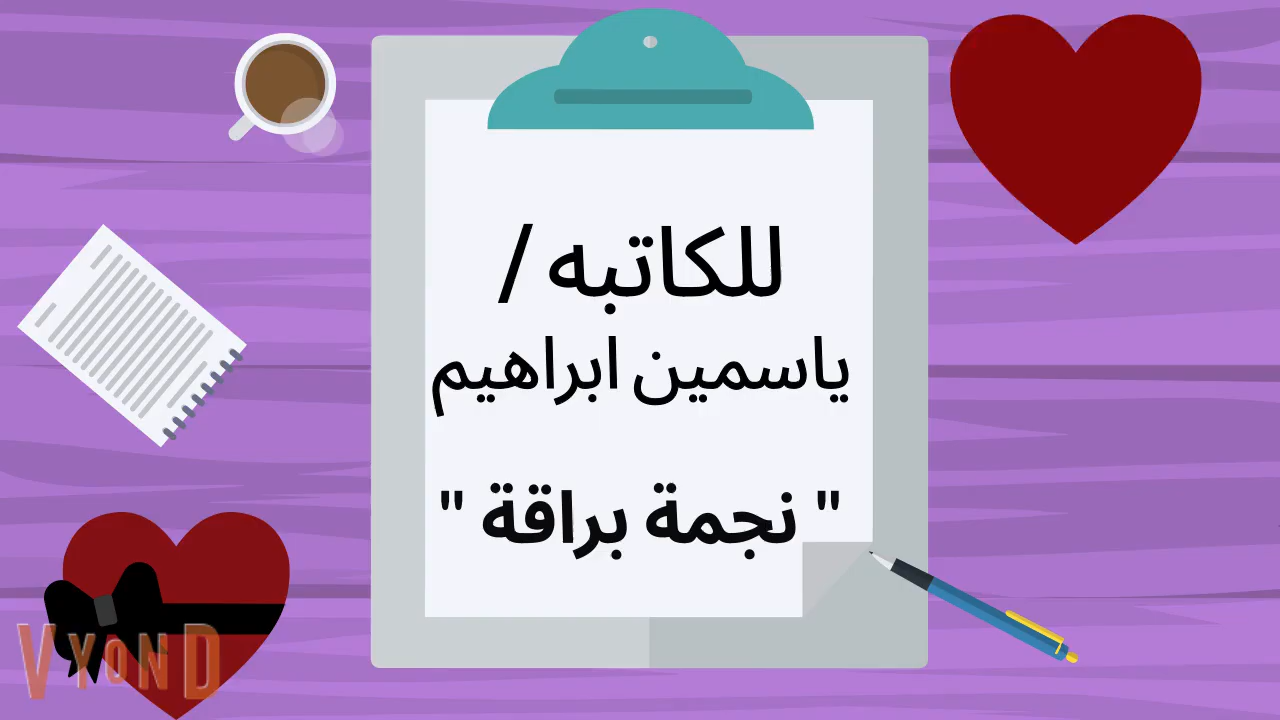 للكاتبه /
ياسمين ابراهيم
" نجمة براقة "
VYOND